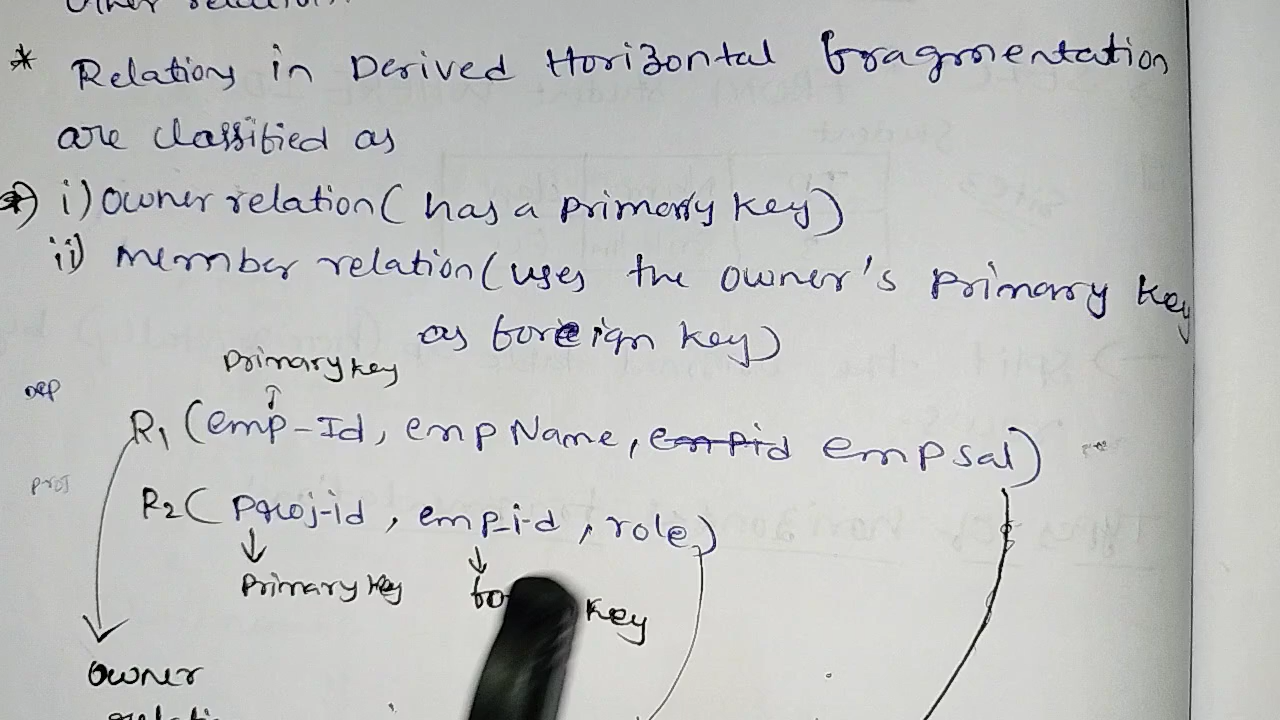 * Relations in Derived Horizontal fragmentation
are classified as
i) Owner relation (has a primary key)
ii) member relation (uses the owner's primary key
as foreign key)
primary key
R1 (emp-Id, empName, empid empsal)
proj
R2 ( proj-id, emp-i-d, role)
Primary key
key
Owner